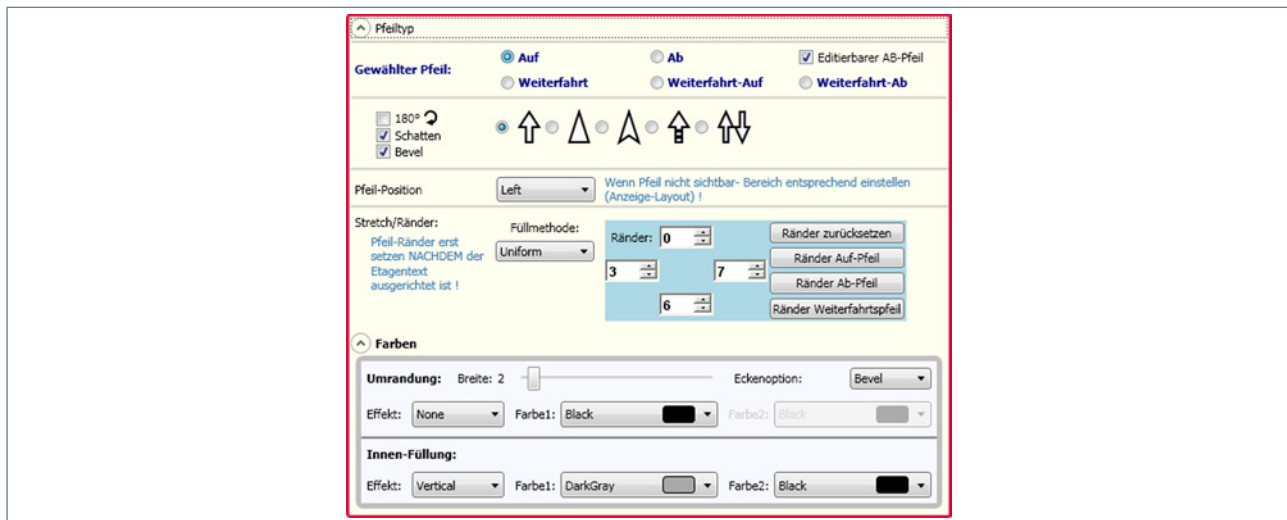 Pfeiltyp
Gewählter Pfeil:
Auf
Ab
Editierbarer AB-Pfeil
Weiterfahrt
Weiterfahrt-Auf
Weiterfahrt-Ab
180°
Schatten
Bevel
Pfeil-Position
Left
Wenn Pfeil nicht sichtbar- Bereich entsprechend einstellen
(Anzeige-Layout) !
Stretch/Ränder:
Pfeil-Ränder erst
setzen NACHDEM der
Etagentext
ausgerichtet ist !
Füllmethode:
Uniform
Ränder: 0
3
7
6
Ränder zurücksetzen
Ränder Auf-Pfeil
Ränder Ab-Pfeil
Ränder Weiterfahrtspfeil
Farben
Umrandung: Breite: 2
Eckenoption: Bevel
Effekt: None
Farbe1: Black
Farbe2: Black
Innen-Füllung:
Effekt: Vertical
Farbe1: DarkGray
Farbe2: Black